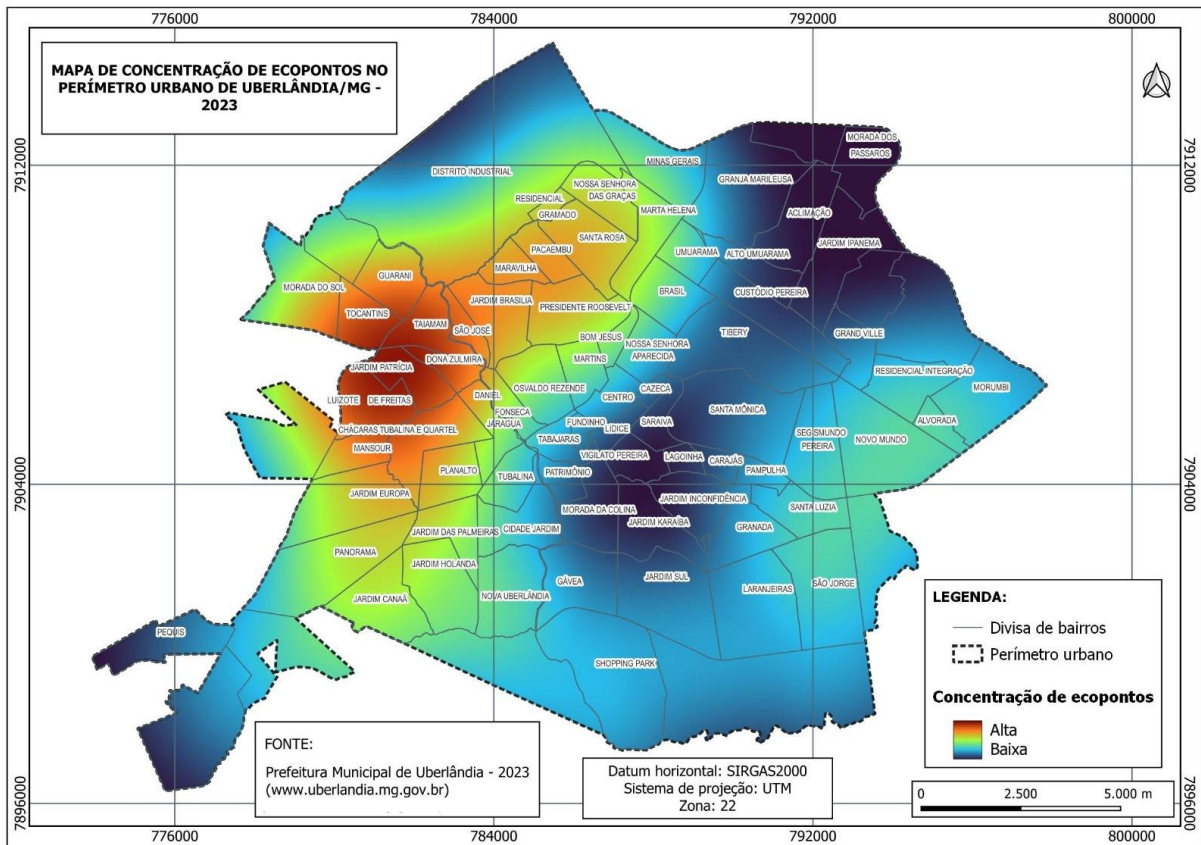 776000
784000
792000
800000
MAPA DE CONCENTRAÇÃO DE ECOPONTOS NO
PERÍMETRO URBANO DE UBERLÂNDIA/MG -
2023
7912000
7912000
MORADA DOS
PASSAROS
MINAS GERAIS
DISTRITO INDUSTRIAL
GRANJA MARILEUSA
NOSSA SENHORA
DAS GRAÇAS
RESIDENCIAL
GRAMADO
MARTA HELENA
ACLIMAÇÃO
SANTA ROSA
JARDIM IPANEMA
PACAEMBU
UMUARAMA
ALTO UMUARAMA
MARAVILHA
GUARANI
MORADA DO SOL
BRASIL
CUSTÓDIO PEREIRA
JARDIM BRASILIA
PRESIDENTE ROOSEVELT
TOCANTINS
TAIAMAM
SÃO JOSÉ
TIBERY
GRAND VILLE
BOM JESUS
NOSSA SENHORA
APARECIDA
MARTINS
DONA ZULMIRA
JARDIM PATRÍCIA
RESIDENCIAL INTEGRAÇÃO
MORUMBI
OSVALDO REZENDE
CAZECA
DANIEL
FONSECA
CENTRO
LUIZOTE
DE FREITAS
SANTA MÔNICA
JARAGUA
FUNDINHO
LIDICE
SARAIVA
ALVORADA
CHÁCARAS TUBALINA E QUARTEL
TABAJARAS
SEGISMUNDO
PEREIRA
NOVO MUNDO
MANSOUR
VIGILATO PEREIRA
LAGOINHA
CARAJÁS
PLANALTO
TUBALINA
PATRIMÔNIO
PAMPULHA
7904000
7904000
JARDIM EUROPA
JARDIM INCONFIDÊNCIA
MORADA DA COLINA
SANTA LUZIA
JARDIM KARAÍBA
JARDIM DAS PALMEIRAS
CIDADE JARDIM
GRANADA
PANORAMA
JARDIM HOLANDA
GÁVEA
JARDIM SUL
SÃO JORGE
LARANJEIRAS
JARDIM CANAÃ
NOVA UBERLÂNDIA
PEQUIS
SHOPPING PARK
LEGENDA:
Divisa de bairros
Perímetro urbano
Concentração de ecopontos
Alta
Baixa
FONTE:
Prefeitura Municipal de Uberlândia - 2023
(www.uberlandia.mg.gov.br)
Datum horizontal: SIRGAS2000
Sistema de projeção: UTM
Zona: 22
0 2.500 5.000 m
7896000
7896000
776000
784000
792000
800000